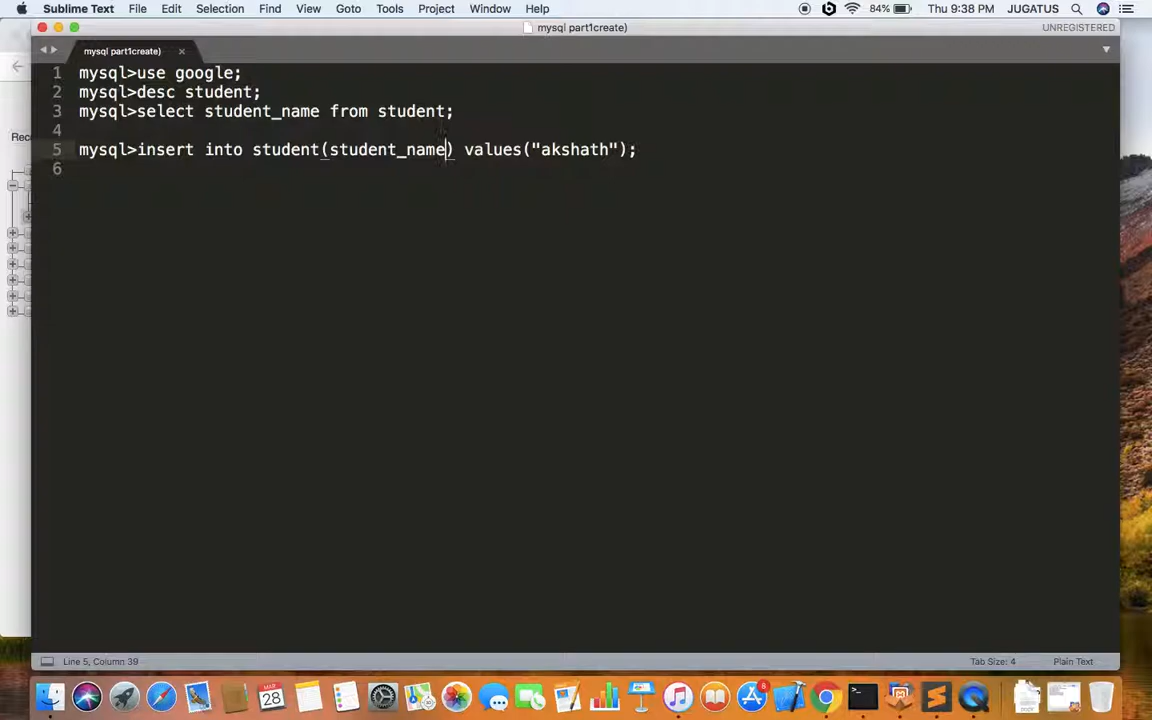 Sublime Text File Edit Selection Find View Goto Tools Project Window Help 84% Thu 9:38 PM JUGATUS
mysql part1create) UNREGISTERED
mysql part1create) ×
1 mysql>use google;
2 mysql>desc student;
3 mysql>select student_name from student;
4
5 mysql>insert into student(student_name) values("akshath");
6
Line 5, Column 39 Tab Size: 4 Plain Text